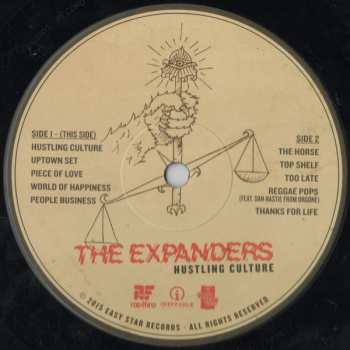 SIDE 1 - (THIS SIDE)
HUSTLING CULTURE
UPTOWN SET
PIECE OF LOVE
WORLD OF HAPPINESS
PEOPLE BUSINESS
SIDE 2
THE HORSE
TOP SHELF
TOO LATE
REGGAE POPS
(FEAT. DAN HASTIE FROM ORGONE)
THANKS FOR LIFE
THE EXPANDERS
HUSTLING CULTURE
© 2015 EASY STAR RECORDS - ALL RIGHTS RESERVED